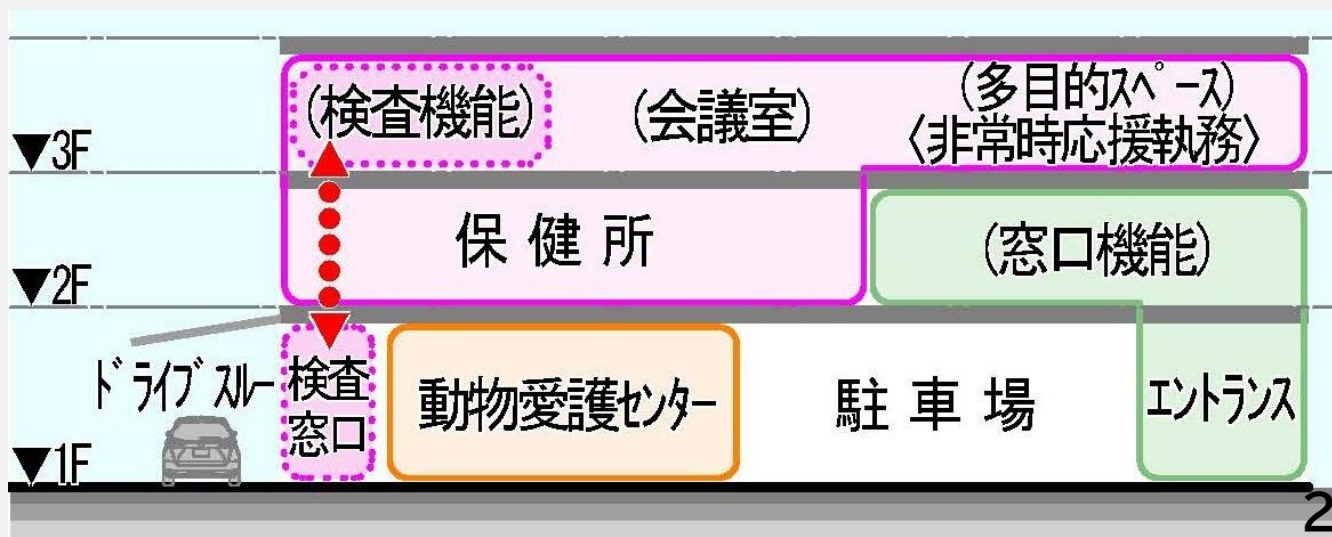 ▼3F
(検査機能)
(会議室)
(多目的ｽﾍﾟｰｽ)
〈非常時応援執務〉
▼2F
保健所
(窓口機能)
▼1F
ﾄﾞﾗｲﾌﾞｽﾙｰ
検査
窓口
動物愛護ｾﾝﾀｰ
駐車場
ｴﾝﾄﾗﾝｽ
2